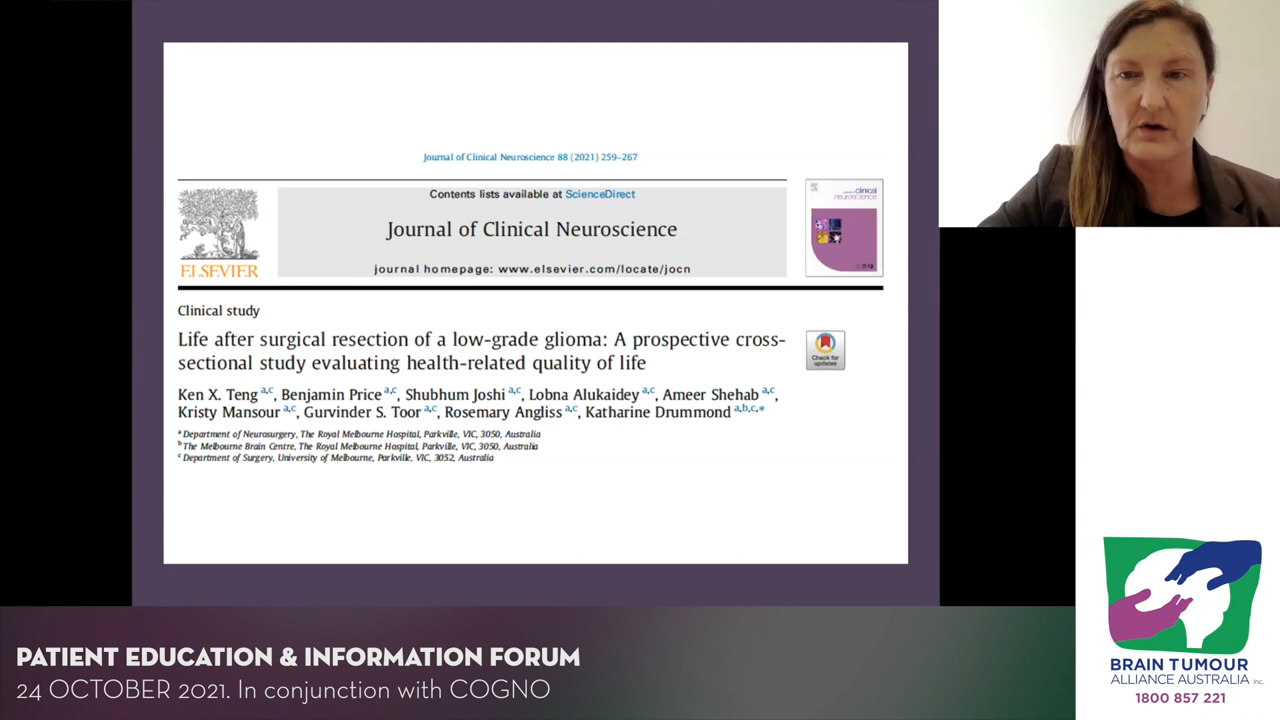 Journal of Clinical Neuroscience 88 (2021) 259–267
Contents lists available at ScienceDirect
Journal of Clinical Neuroscience
journal homepage: www.elsevier.com/locate/jocn
ELSEVIER
clinical
neuroscience
Clinical study
Life after surgical resection of a low-grade glioma: A prospective cross-
sectional study evaluating health-related quality of life
Check for
updates
Ken X. Teng a,c, Benjamin Price a,c, Shubhum Joshi a,c, Lobna Alukaidey a,c, Ameer Shehab a,c,
Kristy Mansour a,c, Gurvinder S. Toor a,c, Rosemary Angliss a,c, Katharine Drummond a,b,c,*
a Department of Neurosurgery, The Royal Melbourne Hospital, Parkville, VIC, 3050, Australia
b The Melbourne Brain Centre, The Royal Melbourne Hospital, Parkville, VIC, 3050, Australia
c Department of Surgery, University of Melbourne, Parkville, VIC, 3052, Australia
PATIENT EDUCATION & INFORMATION FORUM
24 OCTOBER 2021. In conjunction with COGNO
BRAIN TUMOUR
ALLIANCE AUSTRALIA Inc.
1800 857 221